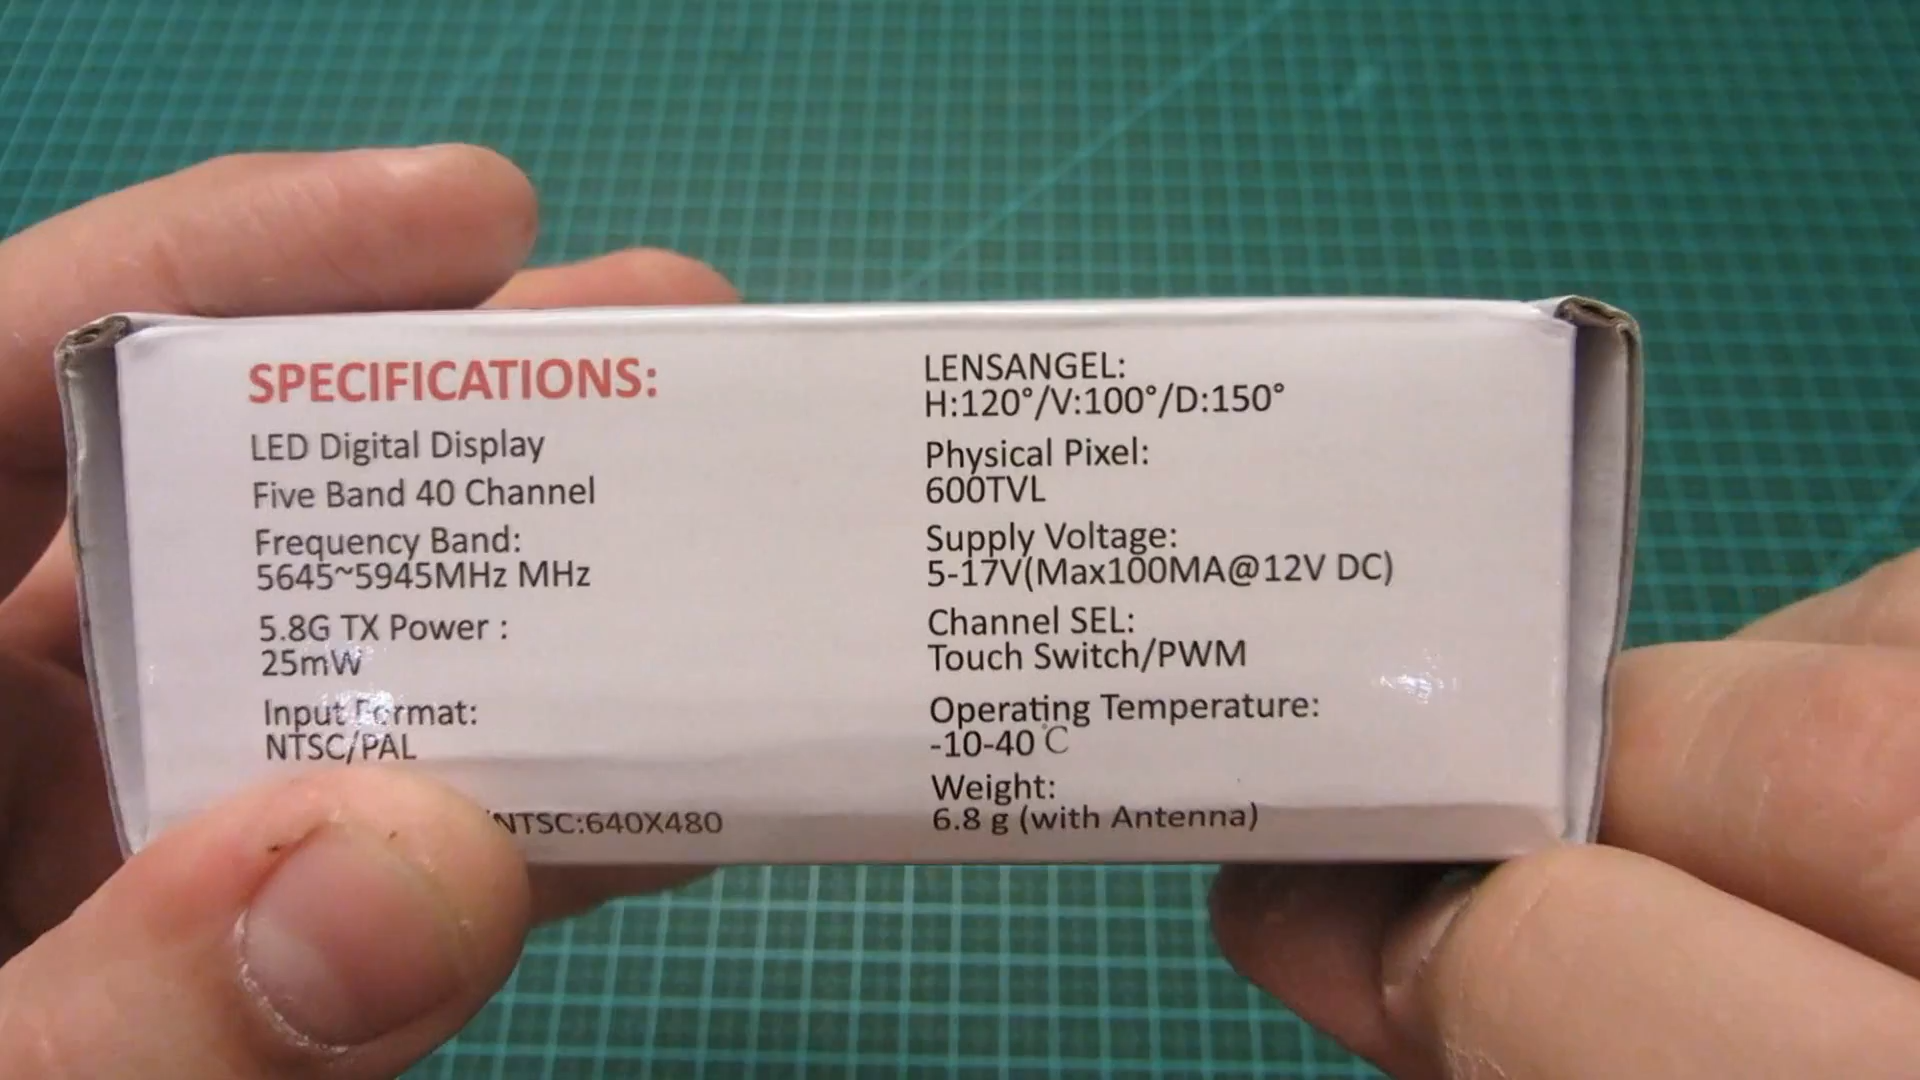 SPECIFICATIONS:
LED Digital Display
Five Band 40 Channel
Frequency Band:
5645~5945MHz MHz
5.8G TX Power :
25mW
Input Format:
NTSC/PAL
/NTSC:640X480
LENSANGEL:
H:120°/V:100°/D:150°
Physical Pixel:
600TVL
Supply Voltage:
5-17V(Max100MA@12V DC)
Channel SEL:
Touch Switch/PWM
Operating Temperature:
-10-40℃
Weight:
6.8 g (with Antenna)